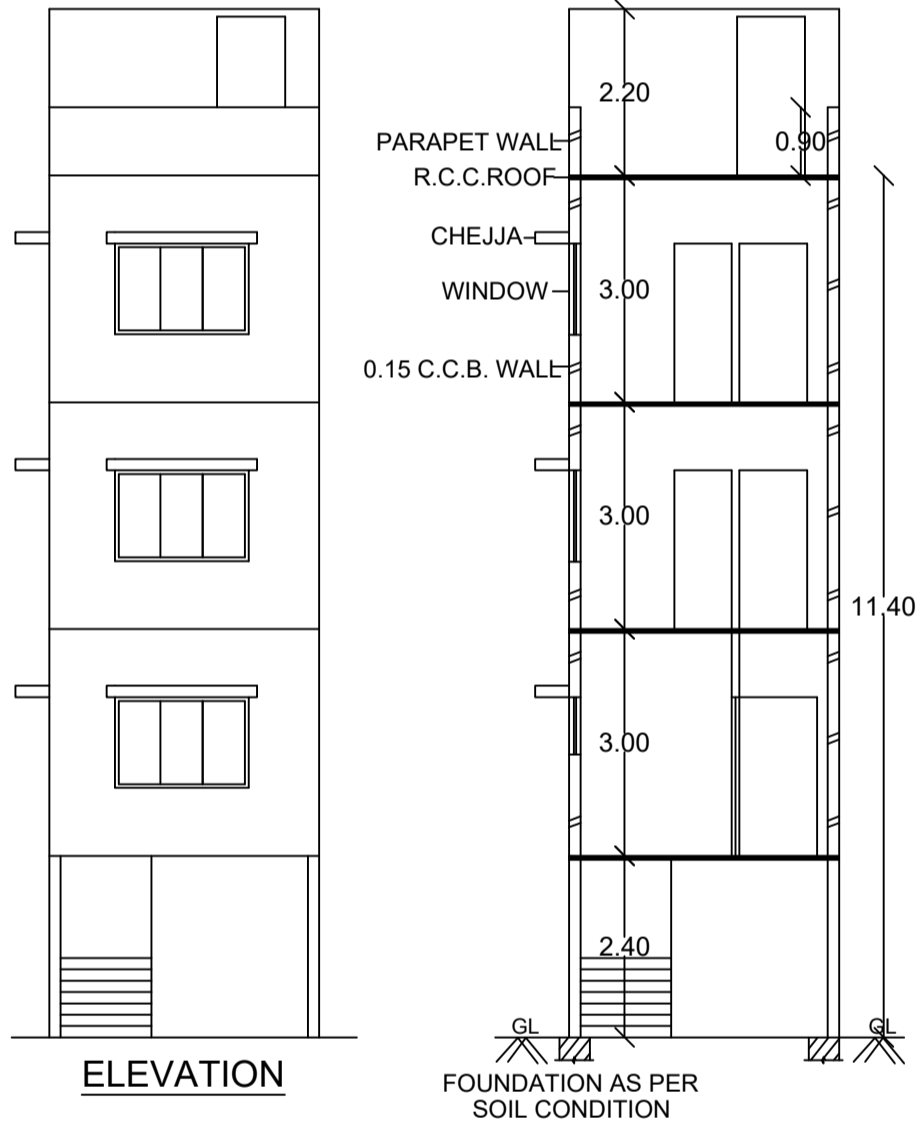 2.20
PARAPET WALL
0.90
R.C.C.ROOF
CHEJJA
WINDOW
3.00
0.15 C.C.B. WALL
3.00
11.40
3.00
2.40
GL
GL
ELEVATION
FOUNDATION AS PER
SOIL CONDITION